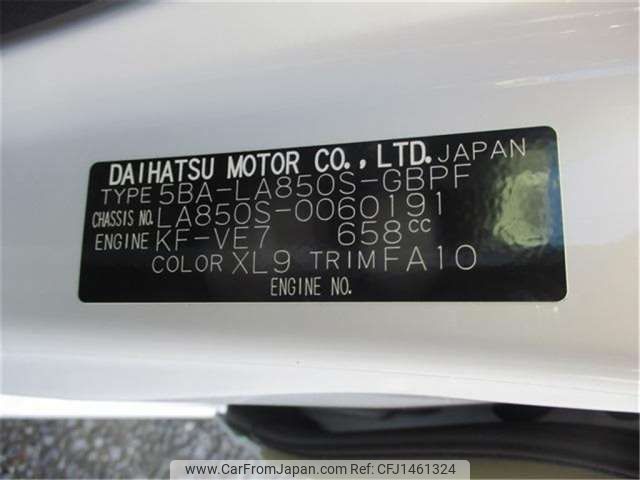 DAIHATSU MOTOR CO., LTD. JAPAN
TYPE 5BA-LA850S-GBPF
CHASSIS NO. LA850S-0060191
ENGINE KF-VE7 658cc
COLOR XL9 TRIM FA10
ENGINE NO.
www.CarFromJapan.com ID:CFJ1461324